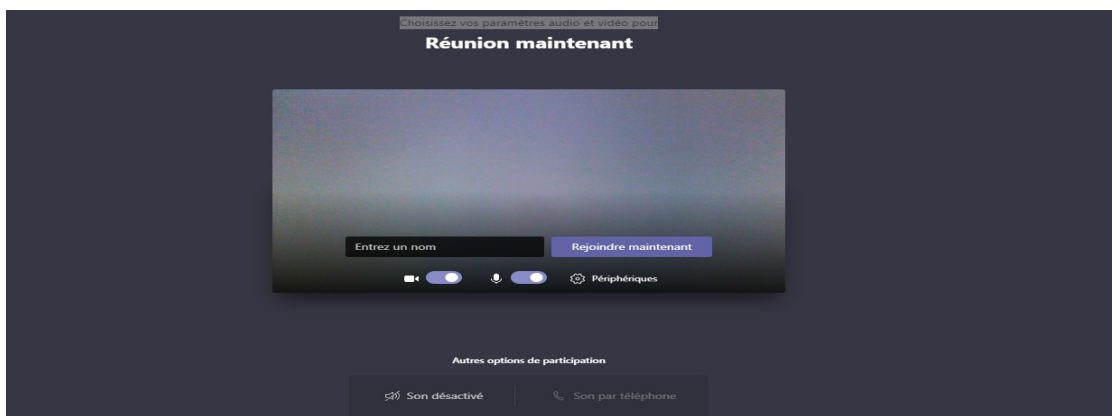 Choisissez vos paramètres audio et vidéo pour
Réunion maintenant
Entrez un nom
Rejoindre maintenant
Périphériques
Autres options de participation
Son désactivé
Son par téléphone